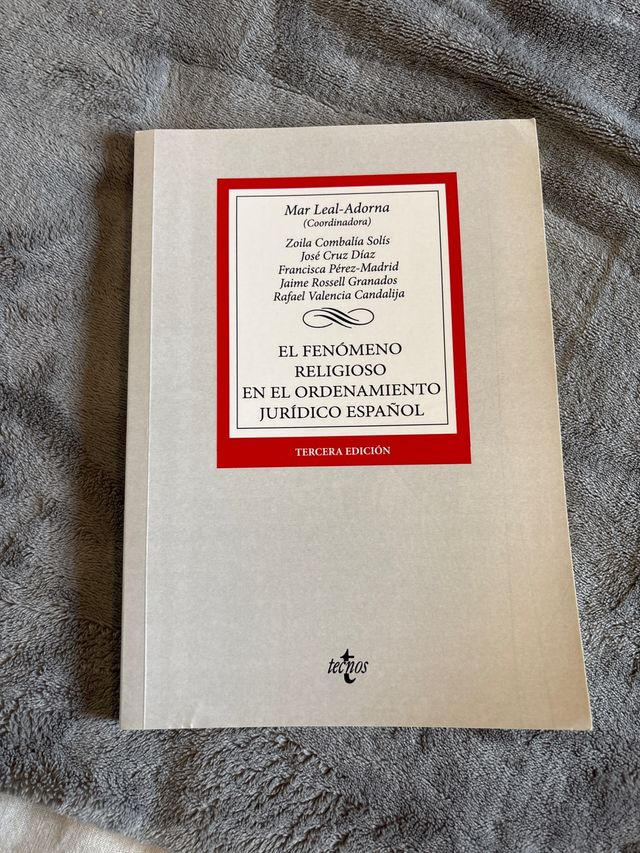 Mar Leal-Adorna
(Coordinadora)
Zoila Combalía Solís
José Cruz Díaz
Francisca Pérez-Madrid
Jaime Rossell Granados
Rafael Valencia Candalija
EL FENÓMENO
RELIGIOSO
EN EL ORDENAMIENTO
JURÍDICO ESPAÑOL
TERCERA EDICIÓN
tecnos